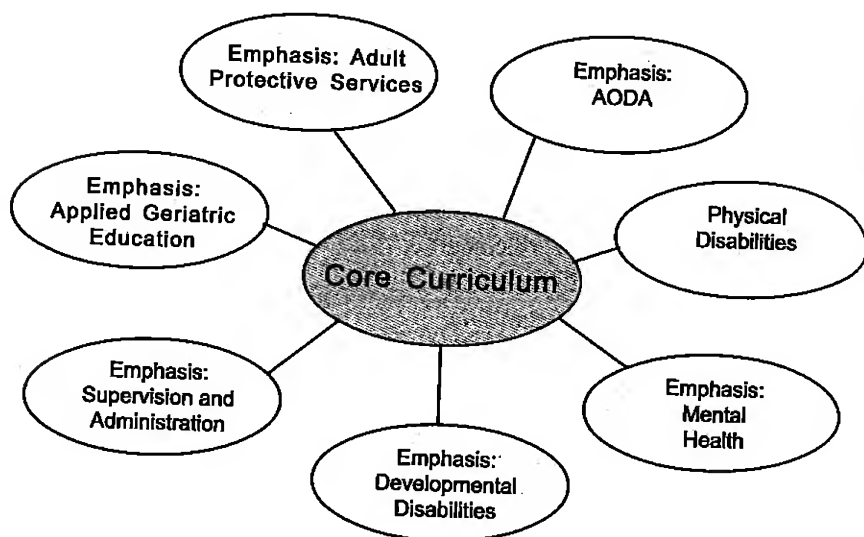 Emphasis: Adult
Protective Services
Emphasis:
AODA
Emphasis:
Applied Geriatric
Education
Physical
Disabilities
Core Curriculum
Emphasis:
Supervision and
Administration
Emphasis:
Mental
Health
Emphasis:
Developmental
Disabilities